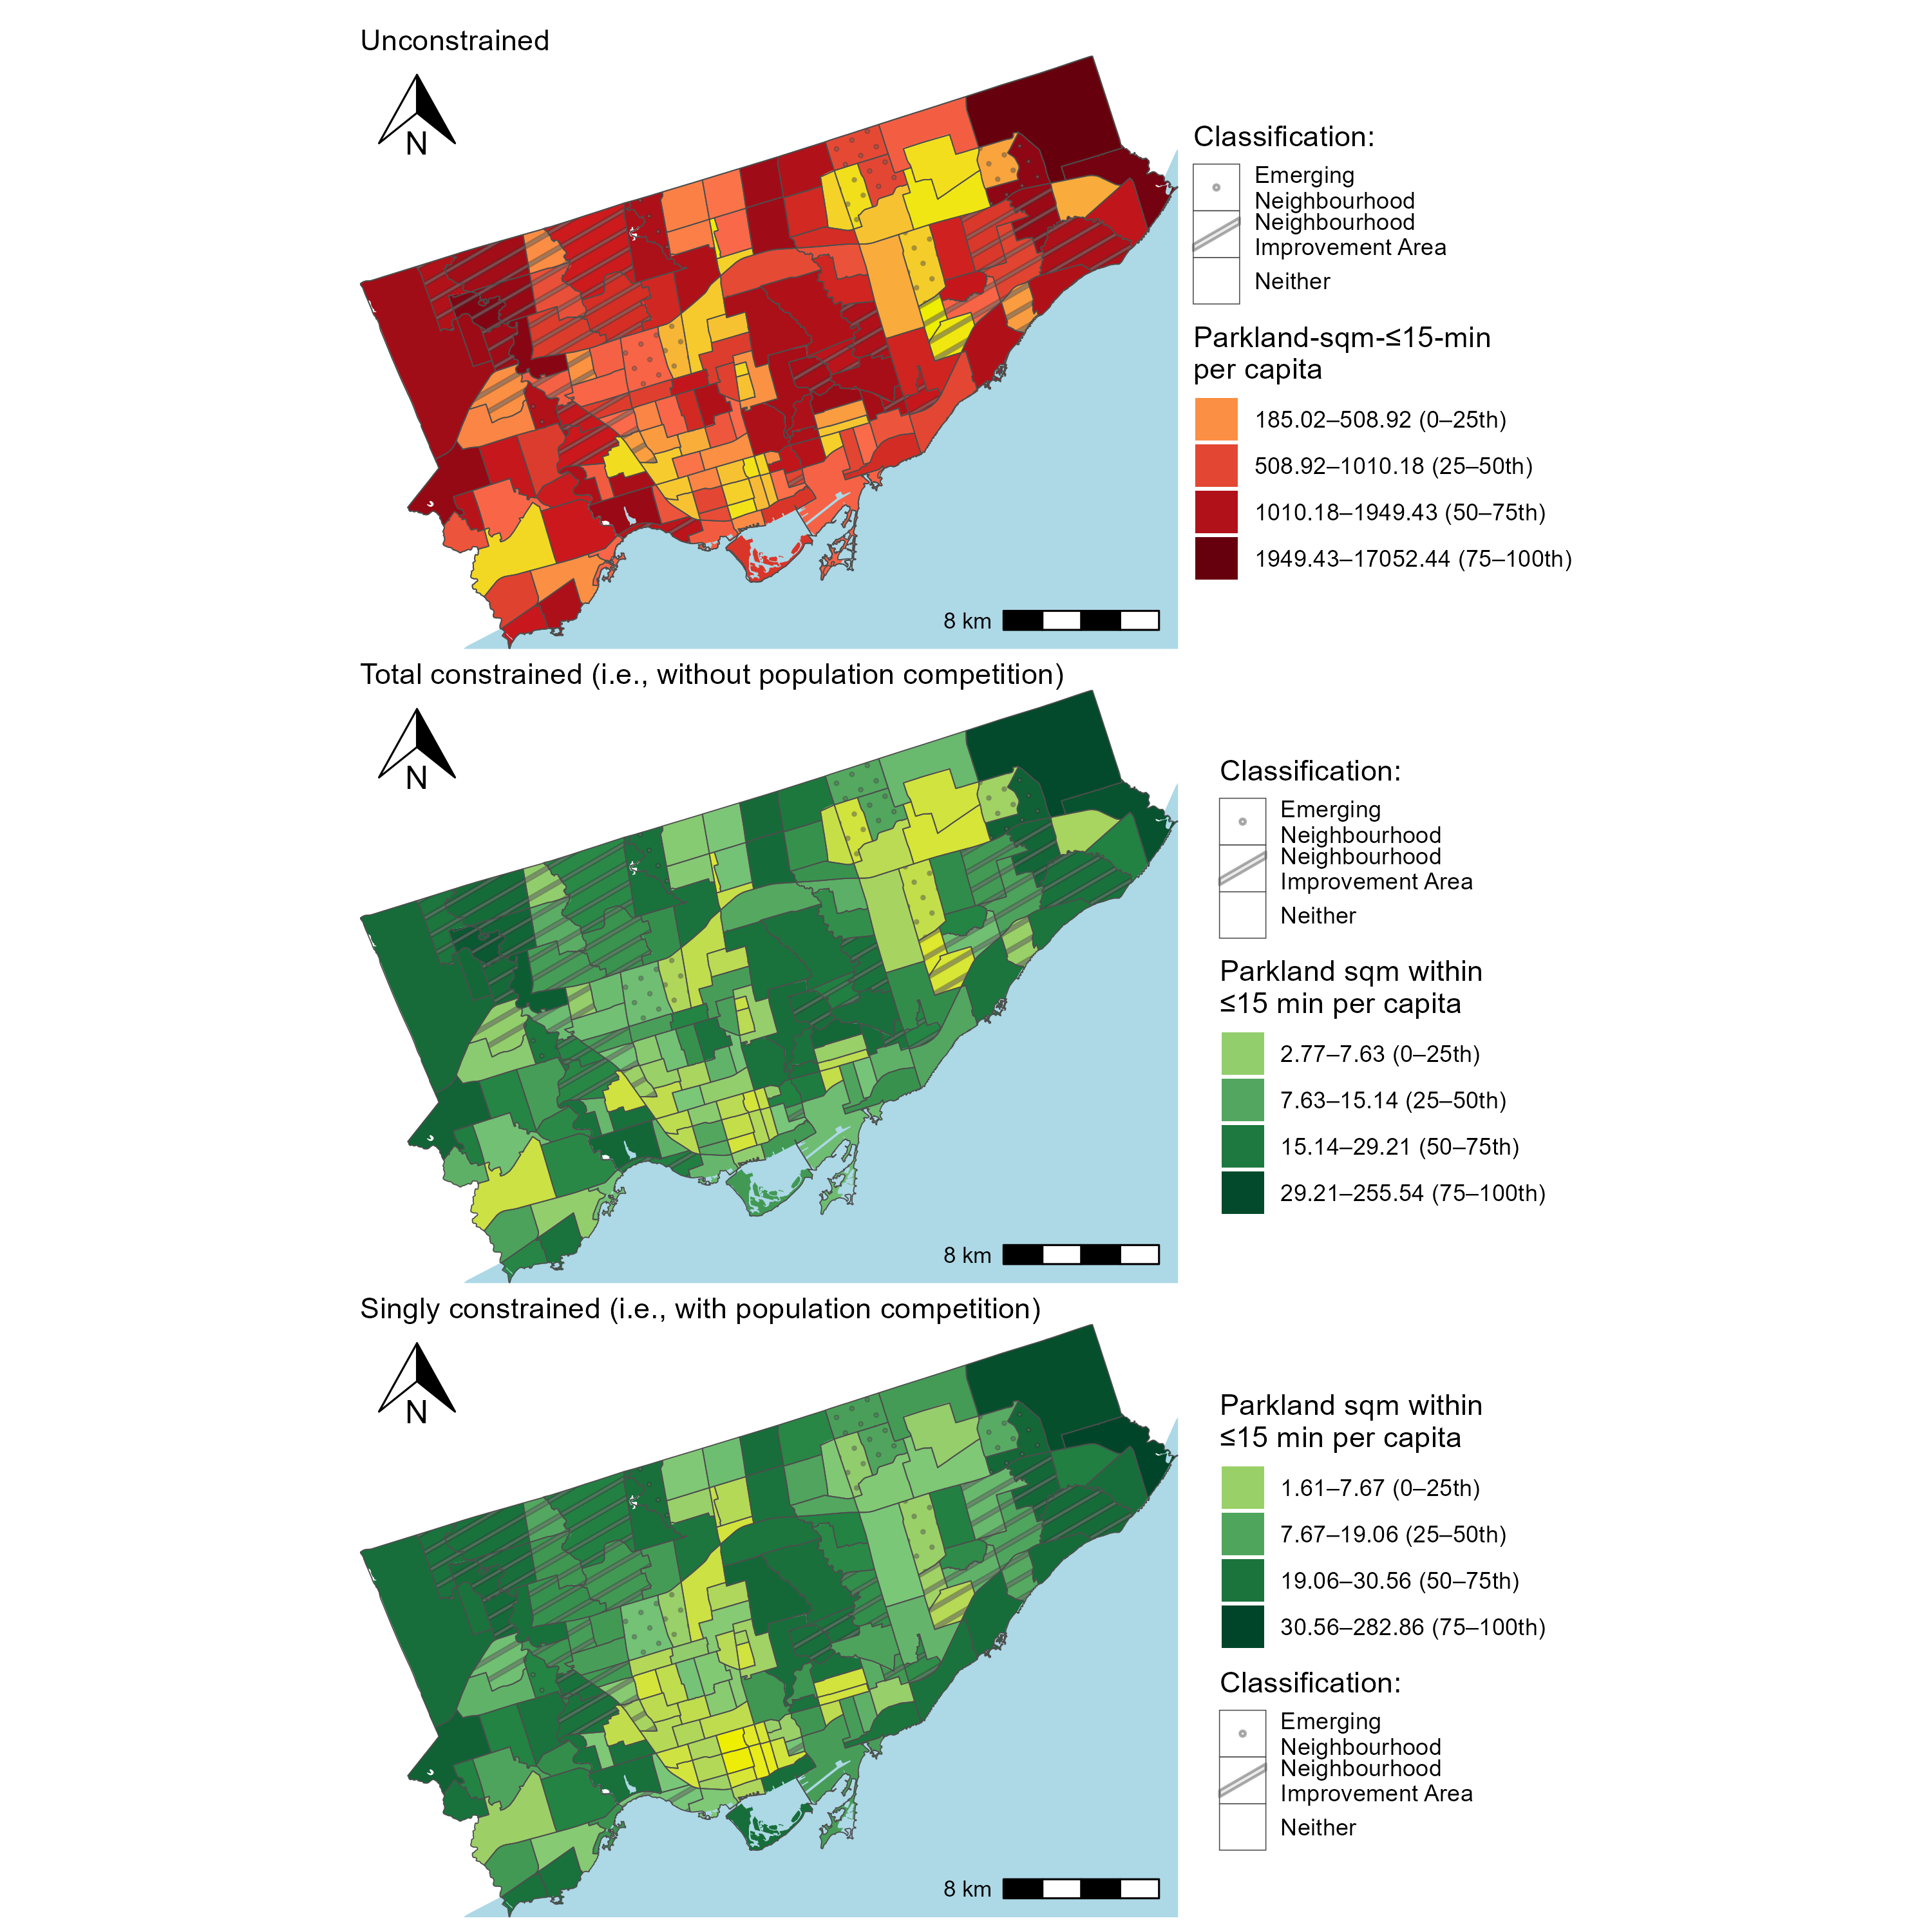 Unconstrained
N
Classification:
Emerging
Neighbourhood
Neighbourhood
Improvement Area
Neither
Parkland-sqm-≤15-min
per capita
185.02–508.92 (0–25th)
508.92–1010.18 (25–50th)
1010.18–1949.43 (50–75th)
1949.43–17052.44 (75–100th)
8 km
Total constrained (i.e., without population competition)
N
Classification:
Emerging
Neighbourhood
Neighbourhood
Improvement Area
Neither
Parkland sqm within
≤15 min per capita
2.77–7.63 (0–25th)
7.63–15.14 (25–50th)
15.14–29.21 (50–75th)
29.21–255.54 (75–100th)
8 km
Singly constrained (i.e., with population competition)
N
Parkland sqm within
≤15 min per capita
1.61–7.67 (0–25th)
7.67–19.06 (25–50th)
19.06–30.56 (50–75th)
30.56–282.86 (75–100th)
Classification:
Emerging
Neighbourhood
Neighbourhood
Improvement Area
Neither
8 km